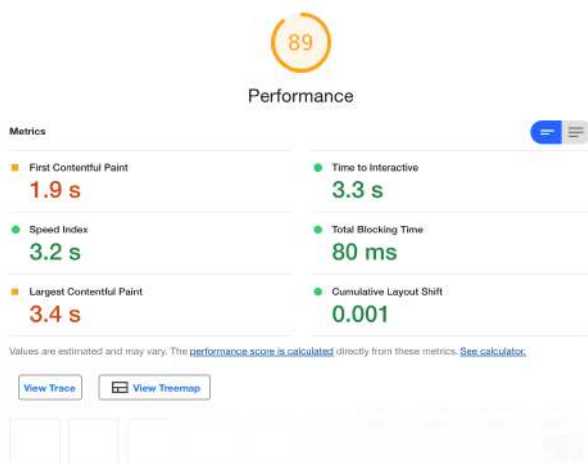 89
Performance
Metrics
First Contentful Paint
1.9 s
Time to Interactive
3.3 s
Speed Index
3.2 s
Total Blocking Time
80 ms
Largest Contentful Paint
3.4 s
Cumulative Layout Shift
0.001
Values are estimated and may vary. The performance score is calculated directly from these metrics. See calculator.
View Trace
View Treemap